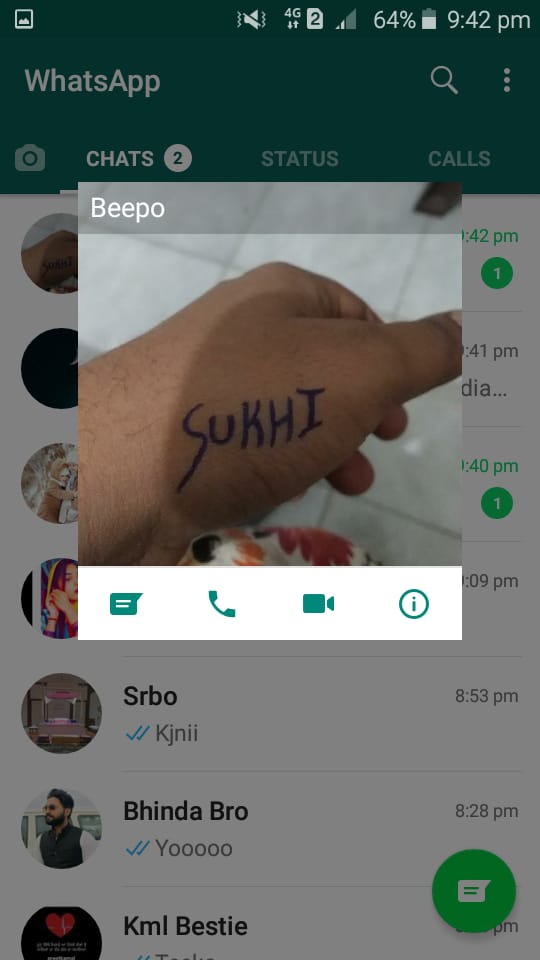 4G 2 64% 9:42 pm
WhatsApp
CHATS 2 STATUS CALLS
Beepo
SUKHI
SUKHI
:42 pm
1
:41 pm
dia...
:40 pm
1
:09 pm
Srbo 8:53 pm
Kjnii
Bhinda Bro 8:28 pm
Yooooo
Kml Bestie